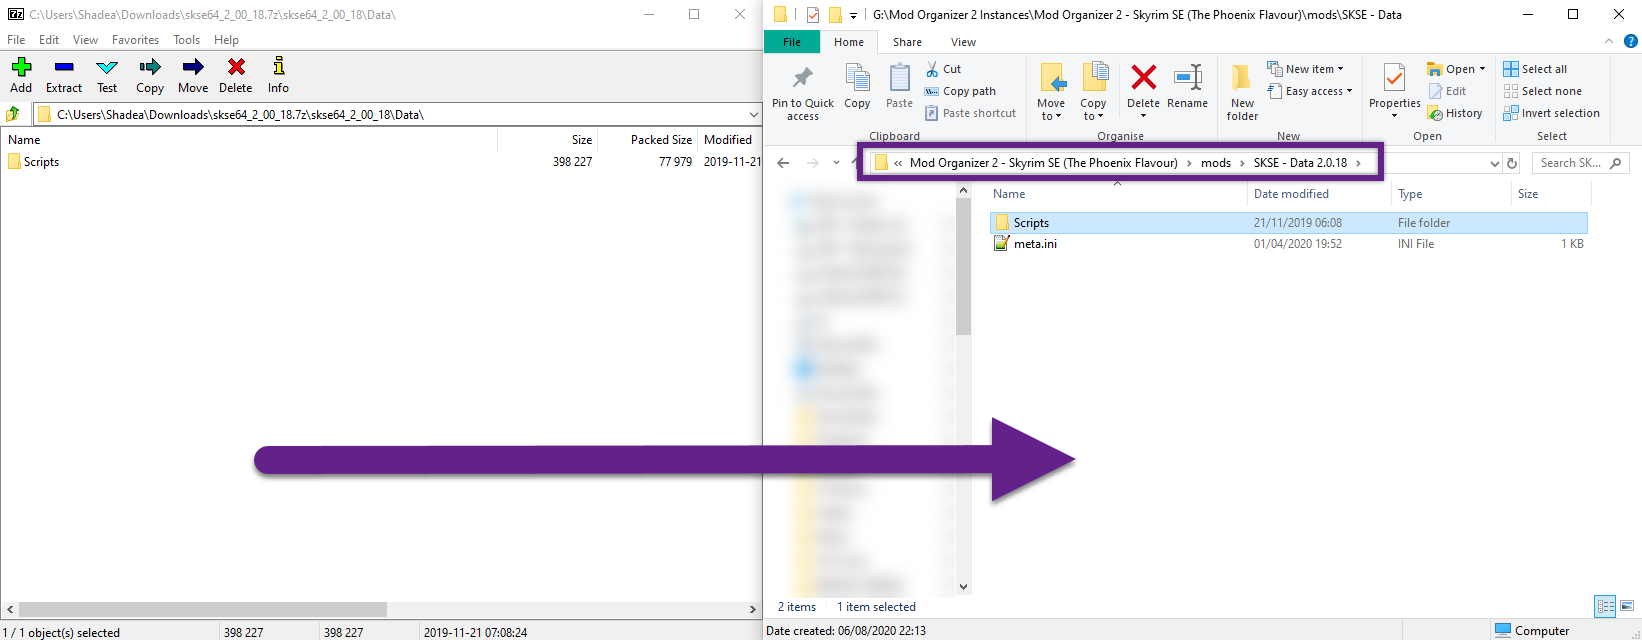 C:\Users\Shadea\Downloads\skse64_2_00_18.7z\skse64_2_00_18\Data\
File Edit View Favorites Tools Help
Add Extract Test Copy Move Delete Info
C:\Users\Shadea\Downloads\skse64_2_00_18.7z\skse64_2_00_18\Data\
Name Size Packed Size Modified
Scripts 398 227 77 979 2019-11-21
1 / 1 object(s) selected 398 227 398 227 2019-11-21 07:08:24
G:\Mod Organizer 2 Instances\Mod Organizer 2 - Skyrim SE (The Phoenix Flavour)\mods\SKSE - Data
File Home Share View
Pin to Quick access
Copy
Paste
Cut
Copy path
Paste shortcut
Clipboard
Move to
Copy to
Delete
Rename
Organise
New folder
New item
Easy access
New
Properties
Open
Edit
History
Open
Select all
Select none
Invert selection
Select
« Mod Organizer 2 - Skyrim SE (The Phoenix Flavour) › mods › SKSE - Data 2.0.18 ›
Search SK...
Name Date modified Type Size
Scripts 21/11/2019 06:08 File folder
meta.ini 01/04/2020 19:52 INI File 1 KB
2 items 1 item selected
Date created: 06/08/2020 22:13 Computer